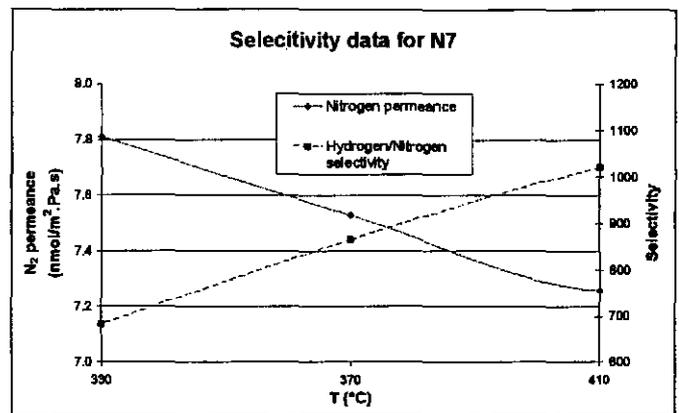 Selecitivity data for N7
8.0
7.8
7.6
7.4
7.2
7.0
N₂ permeance
(nmol/m².Pa.s)
Nitrogen permeance
Hydrogen/Nitrogen
selectivity
1200
1100
1000
900
800
700
600
Selectivity
330
370
410
T (°C)